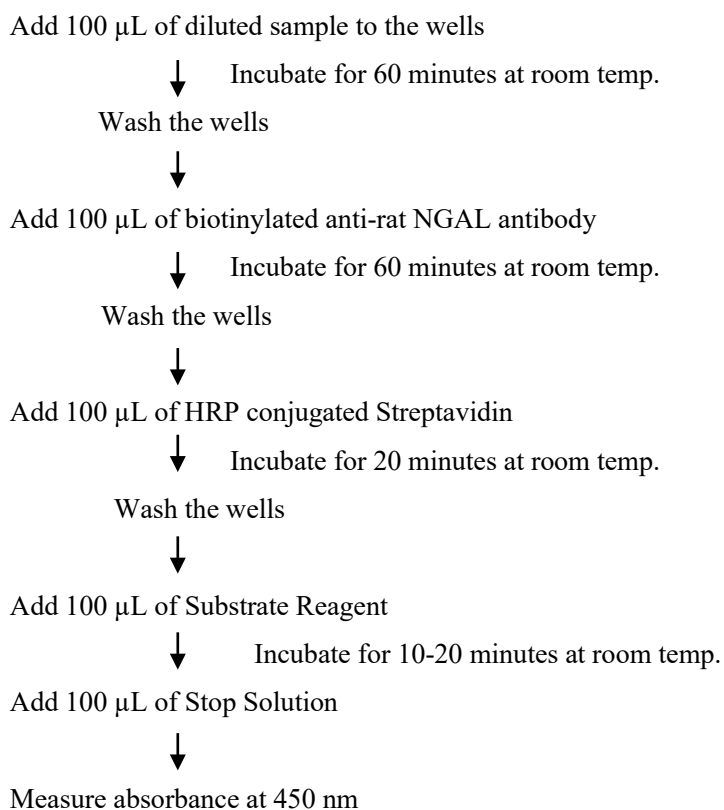 Add 100 µL of diluted sample to the wells
Incubate for 60 minutes at room temp.
Wash the wells
Add 100 µL of biotinylated anti-rat NGAL antibody
Incubate for 60 minutes at room temp.
Wash the wells
Add 100 µL of HRP conjugated Streptavidin
Incubate for 20 minutes at room temp.
Wash the wells
Add 100 µL of Substrate Reagent
Incubate for 10-20 minutes at room temp.
Add 100 µL of Stop Solution
Measure absorbance at 450 nm